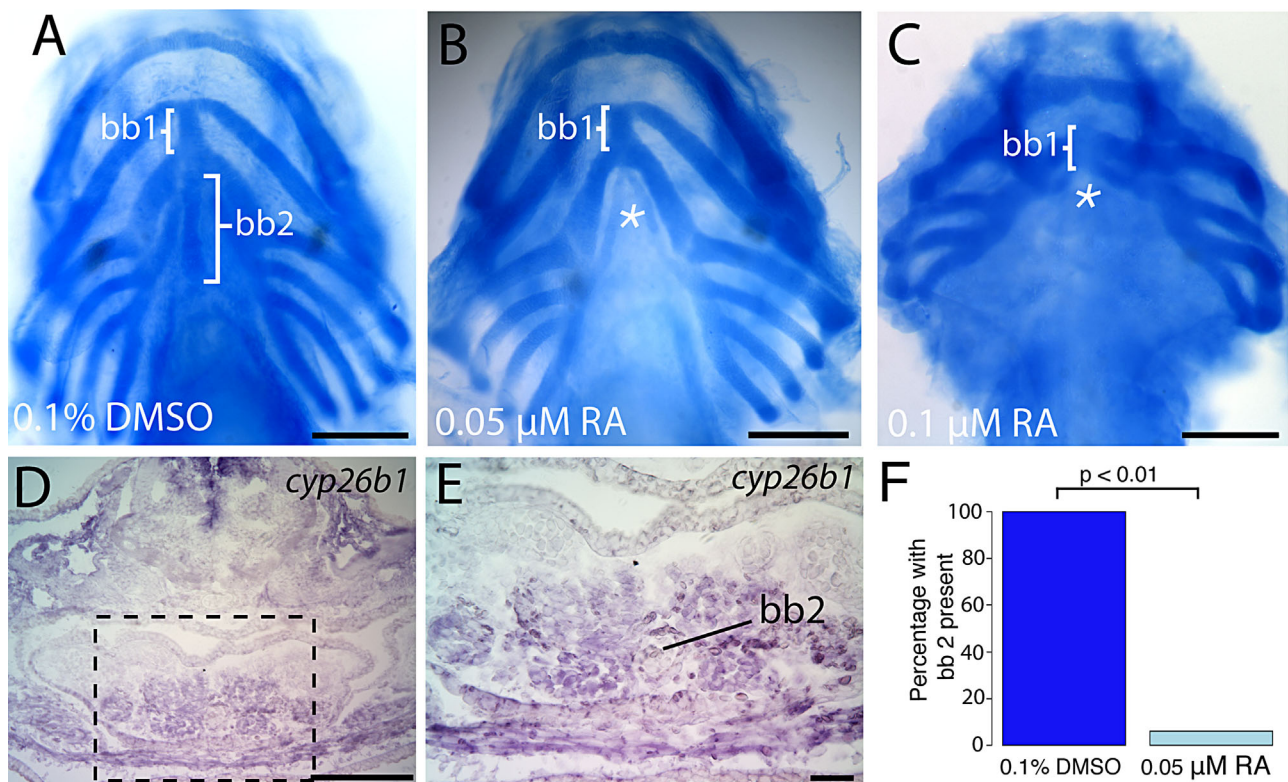 A
bb1
bb2
0.1% DMSO
B
bb1
*
0.05 µM RA
C
bb1
*
0.1 µM RA
D
cyp26b1
E
cyp26b1
bb2
F
p < 0.01
Percentage with
bb 2 present
100
80
60
40
20
0
0.1% DMSO
0.05 µM RA